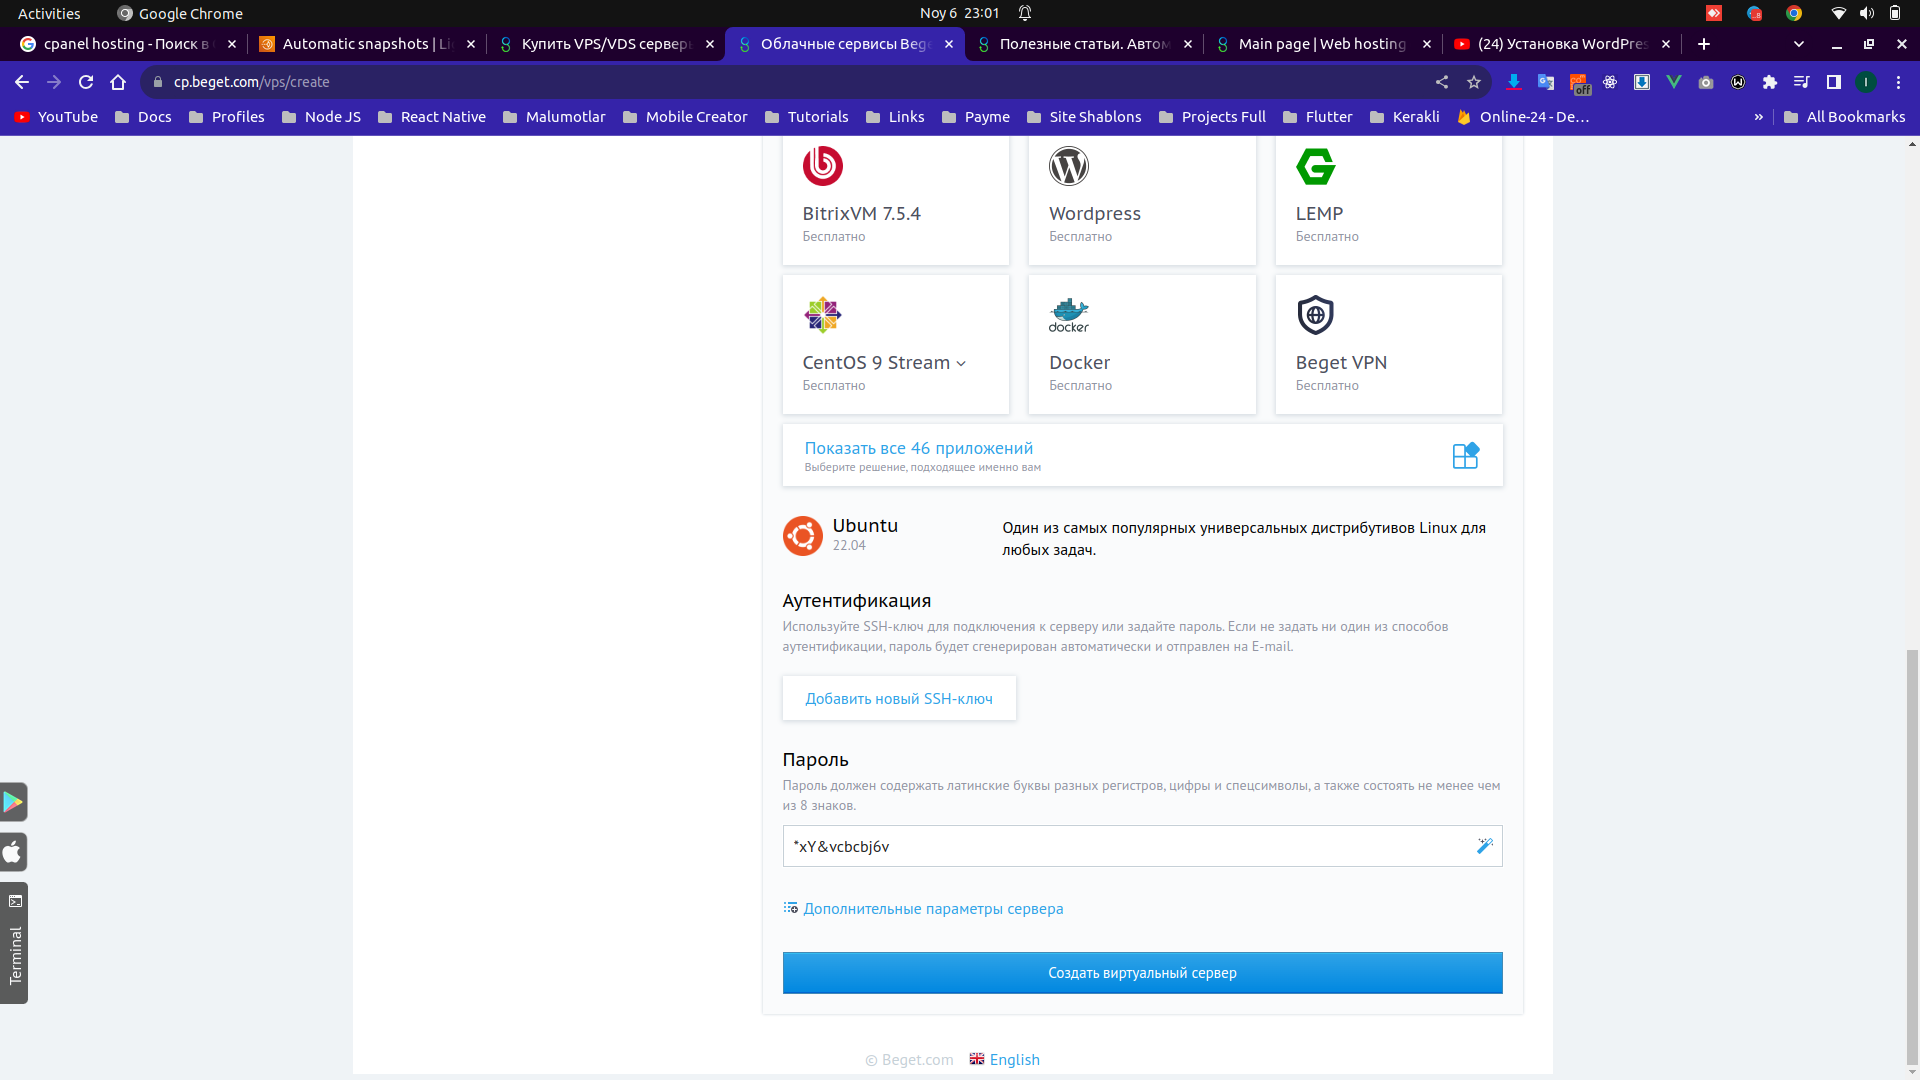 Activities
Google Chrome
Nov 6 23:01
cpanel hosting - Поиск в
Automatic snapshots | Li
Купить VPS/VDS сервер
Облачные сервисы Beg
Полезные статьи. Автом
Main page | Web hosting
(24) Установка WordPres
cp.beget.com/vps/create
off
I
YouTube
Docs
Profiles
Node JS
React Native
Malumotlar
Mobile Creator
Tutorials
Links
Payme
Site Shablons
Projects Full
Flutter
Kerakli
Online-24 - De...
»
All Bookmarks
BitrixVM 7.5.4
Бесплатно
Wordpress
Бесплатно
LEMP
Бесплатно
CentOS 9 Stream
Бесплатно
docker
Docker
Бесплатно
Beget VPN
Бесплатно
Показать все 46 приложений
Выберите решение, подходящее именно вам
Ubuntu
22.04
Один из самых популярных универсальных дистрибутивов Linux для
любых задач.
Аутентификация
Используйте SSH-ключ для подключения к серверу или задайте пароль. Если не задать ни один из способов
аутентификации, пароль будет сгенерирован автоматически и отправлен на E-mail.
Добавить новый SSH-ключ
Пароль
Пароль должен содержать латинские буквы разных регистров, цифры и спецсимволы, а также состоять не менее чем
из 8 знаков.
*xY&vcbcbj6v
Дополнительные параметры сервера
Создать виртуальный сервер
Terminal
© Beget.com
English